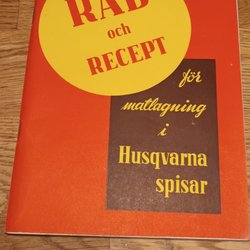 RÅD
och
RECEPT
för
matlagning
i
Husqvarna
spisar